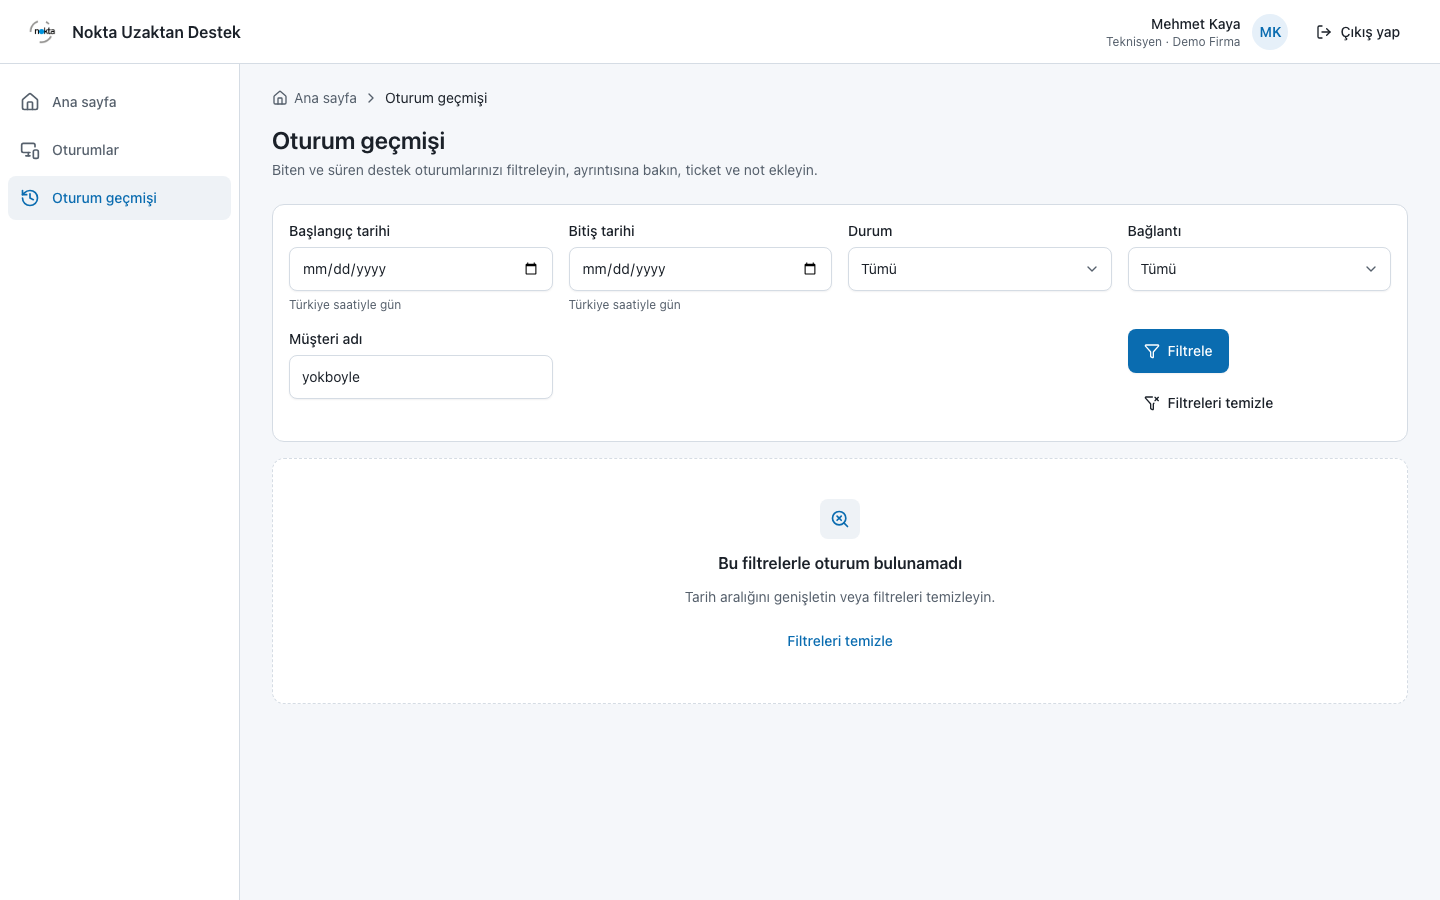 nokta
Nokta Uzaktan Destek
Mehmet Kaya
Teknisyen · Demo Firma
MK
Çıkış yap
Ana sayfa
Oturumlar
Oturum geçmişi
Ana sayfa
Oturum geçmişi
Oturum geçmişi
Biten ve süren destek oturumlarınızı filtreleyin, ayrıntısına bakın, ticket ve not ekleyin.
Başlangıç tarihi
mm/dd/yyyy
Türkiye saatiyle gün
Bitiş tarihi
mm/dd/yyyy
Türkiye saatiyle gün
Durum
Tümü
Bağlantı
Tümü
Müşteri adı
yokboyle
Filtrele
Filtreleri temizle
Bu filtrelerle oturum bulunamadı
Tarih aralığını genişletin veya filtreleri temizleyin.
Filtreleri temizle